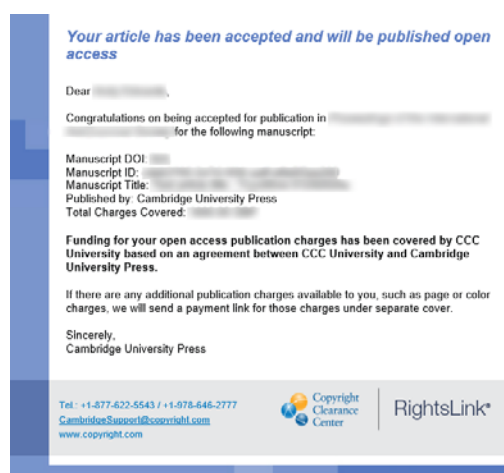 Your article has been accepted and will be published open
access
Dear
Congratulations on being accepted for publication in
for the following manuscript:
Manuscript DOI:
Manuscript ID:
Manuscript Title:
Published by: Cambridge University Press
Total Charges Covered:
Funding for your open access publication charges has been covered by CCC
University based on an agreement between CCC University and Cambridge
University Press.
If there are any additional publication charges available to you, such as page or color
charges, we will send a payment link for those charges under separate cover.
Sincerely,
Cambridge University Press
Tel.: +1-877-622-5543 / +1-978-646-2777
CambridgeSupport@copyright.com
www.copyright.com
Copyright
Clearance
Center
RightsLink®